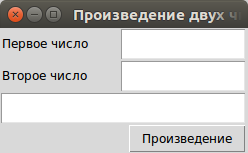 Произведение двух
Первое число
Второе число
Произведение